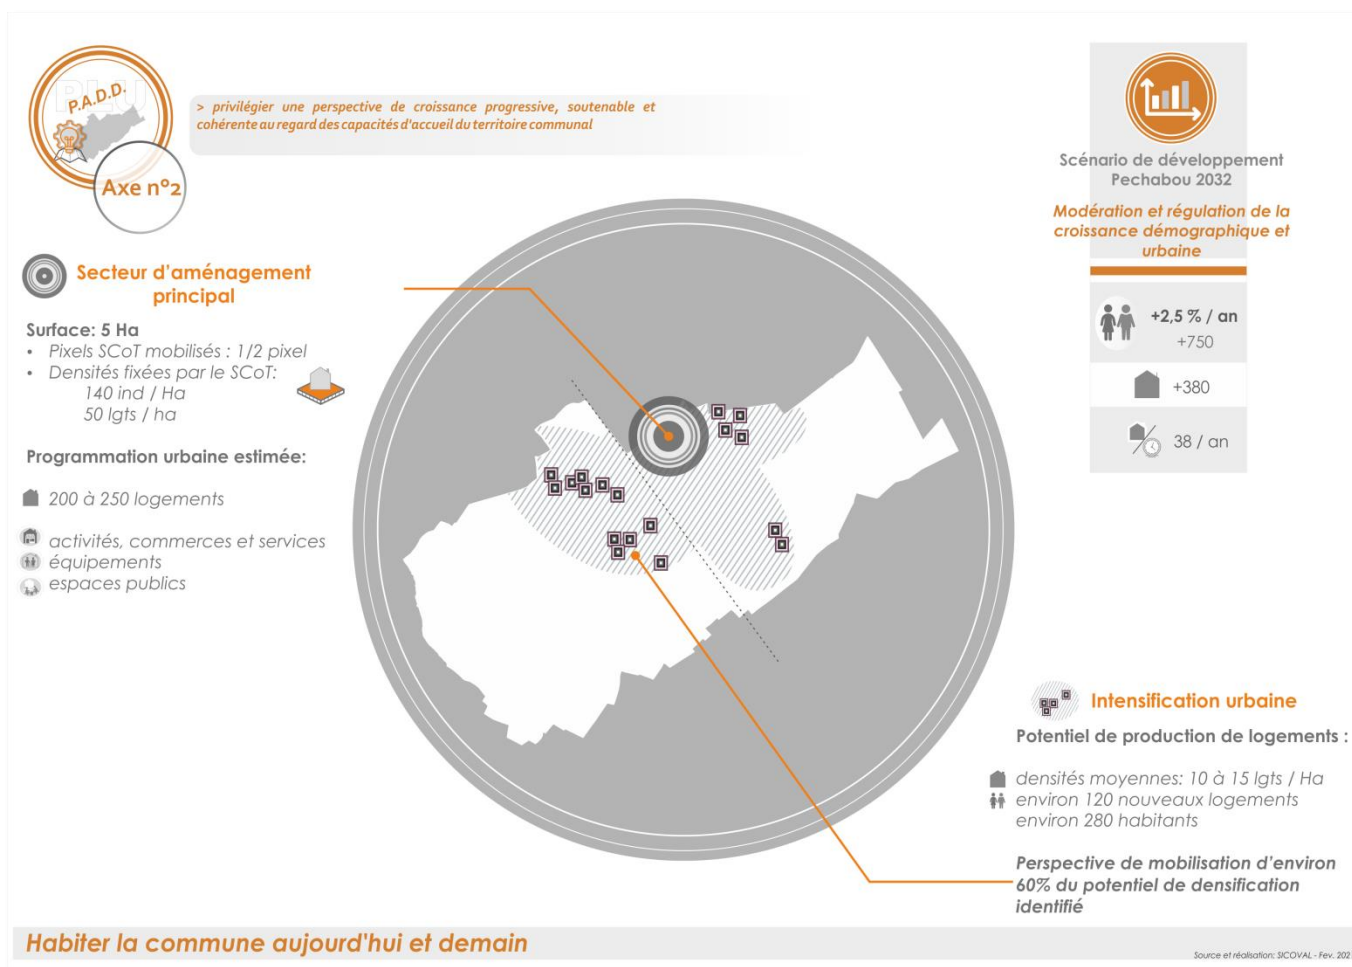 PLU
P.A.D.D.
Axe n°2
> privilégier une perspective de croissance progressive, soutenable et
cohérente au regard des capacités d'accueil du territoire communal
Secteur d'aménagement
principal
Surface: 5 Ha
• Pixels SCoT mobilisés : 1/2 pixel
• Densités fixées par le SCoT:
140 ind / Ha
50 lgts / ha
Programmation urbaine estimée:
200 à 250 logements
activités, commerces et services
équipements
espaces publics
Scénario de développement
Pechabou 2032
Modération et régulation de la
croissance démographique et
urbaine
+2,5 % / an
+750
+380
38 / an
Intensification urbaine
Potentiel de production de logements :
densités moyennes: 10 à 15 lgts / Ha
environ 120 nouveaux logements
environ 280 habitants
Perspective de mobilisation d'environ
60% du potentiel de densification
identifié
Habiter la commune aujourd'hui et demain
Source et réalisation: SICOVAL - Fev. 202